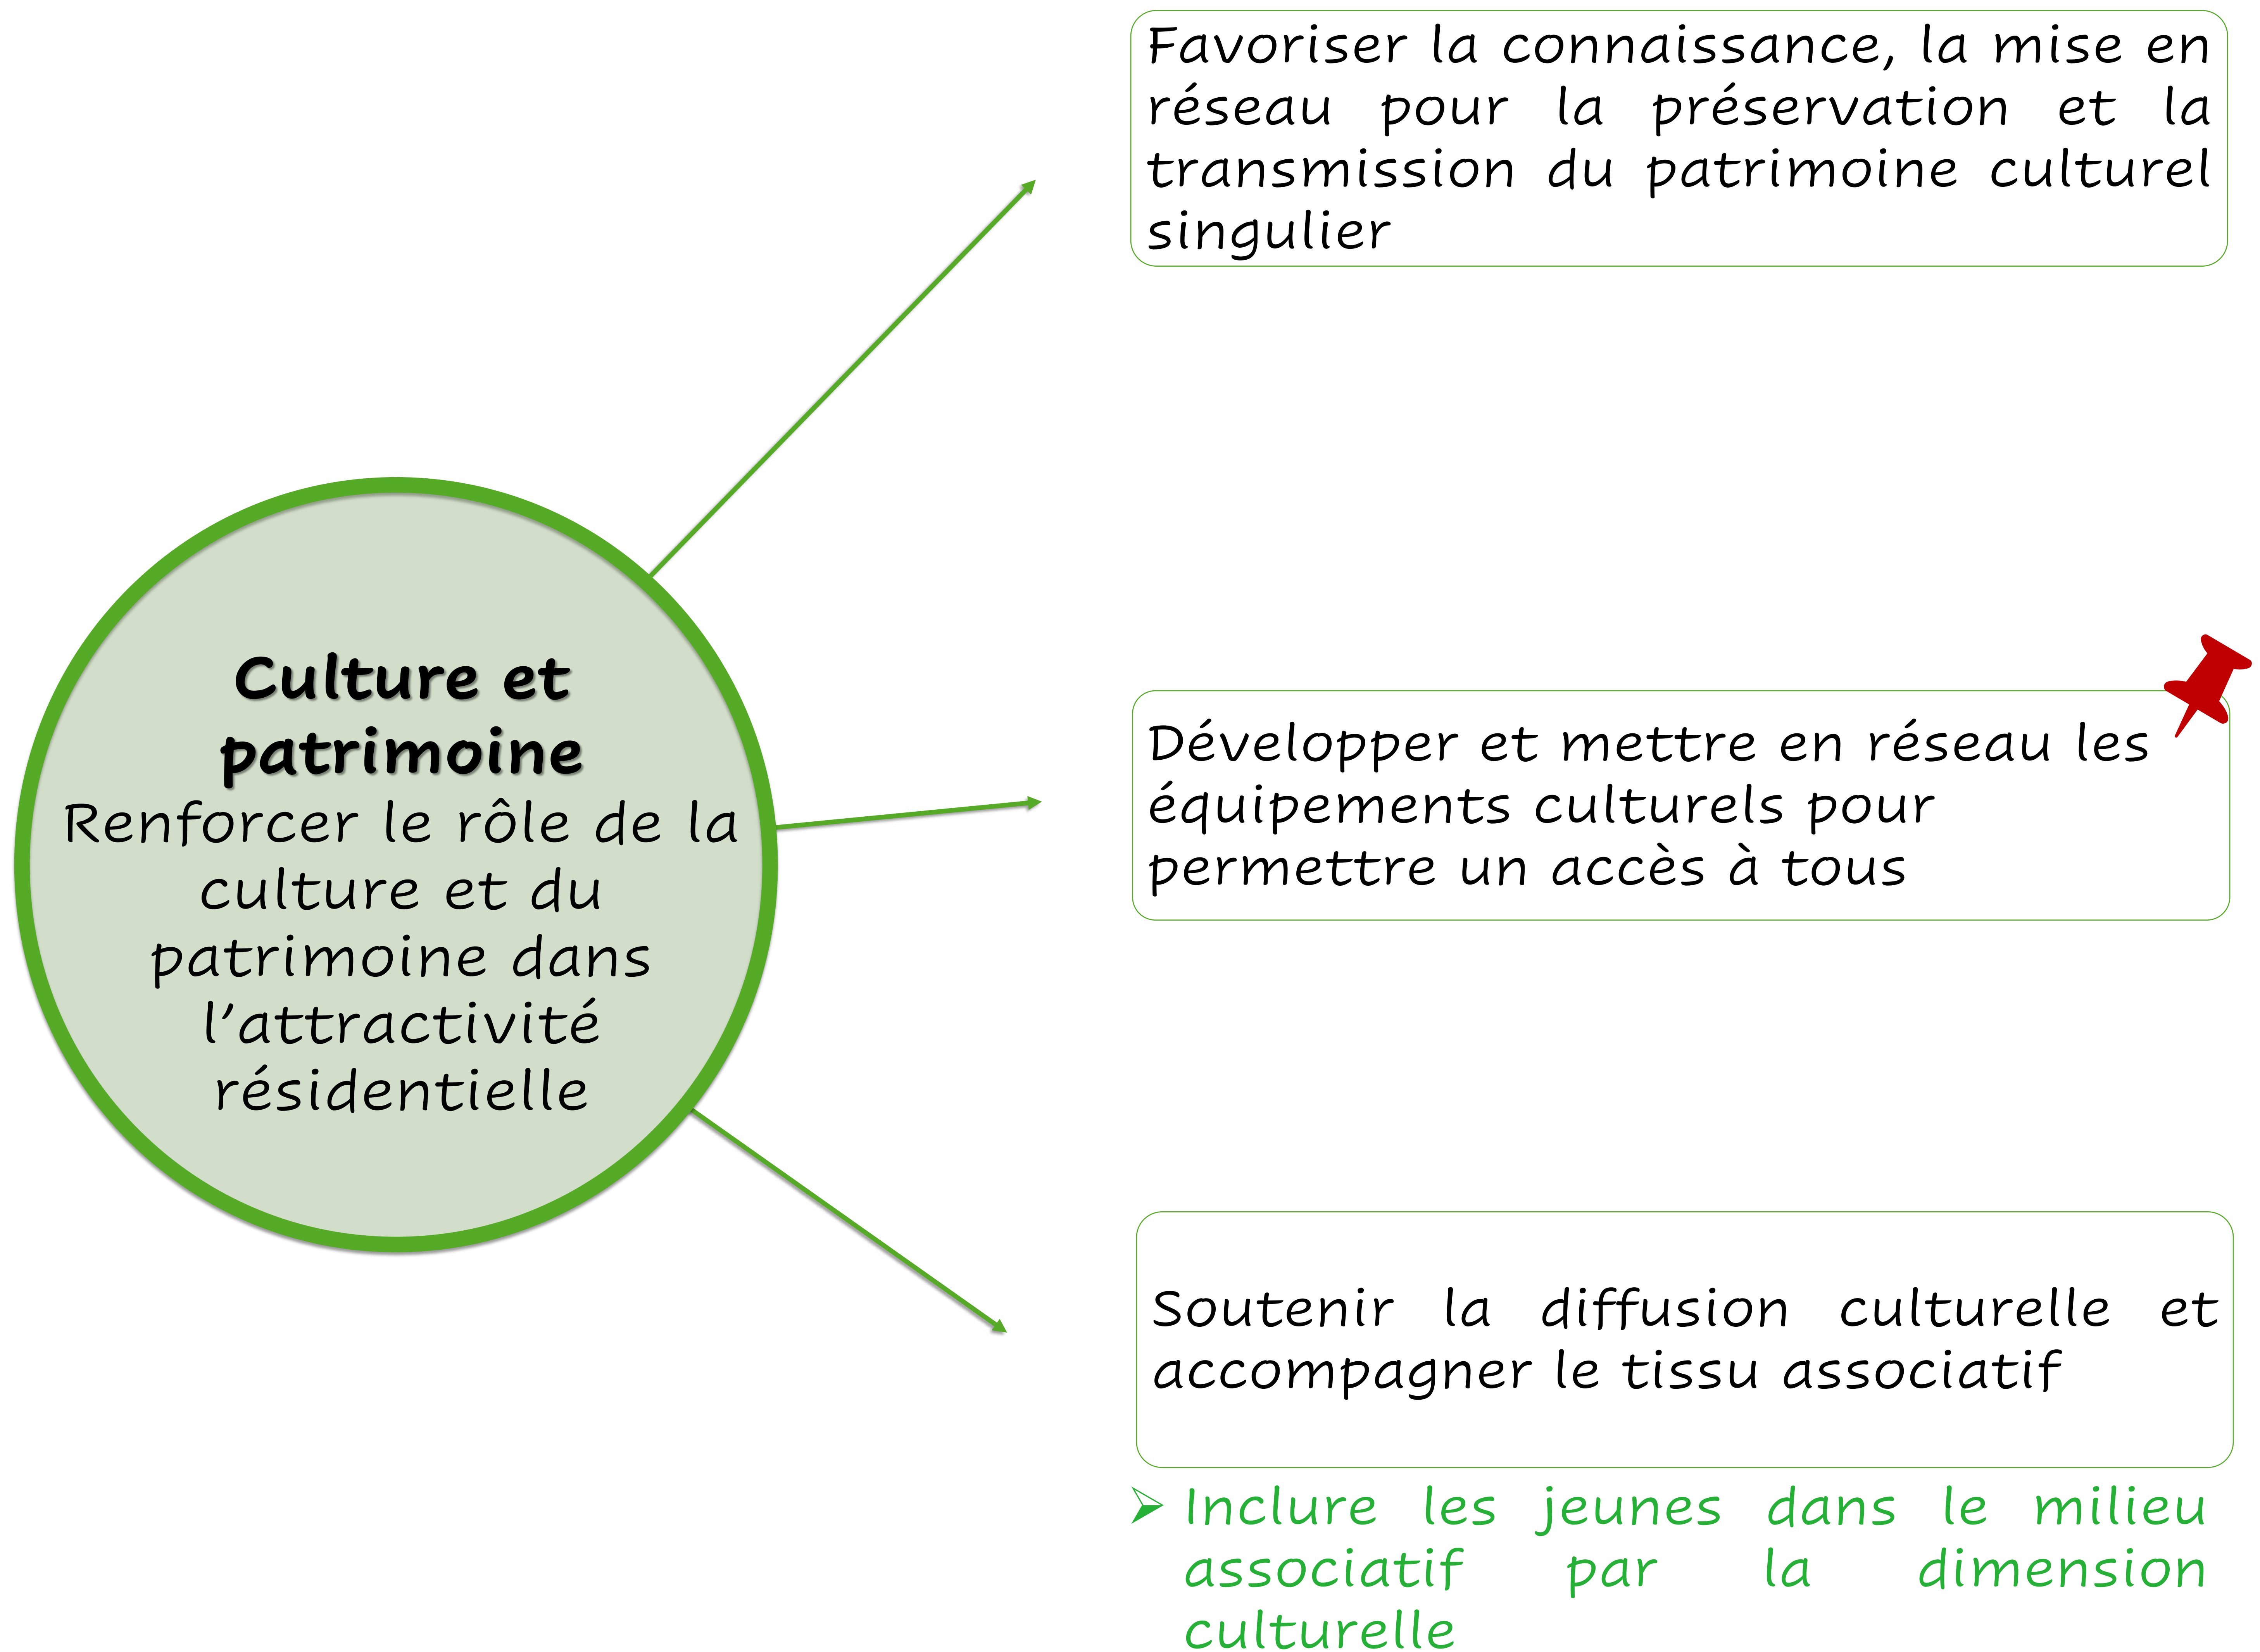 Culture et
patrimoine
Renforcer le rôle de la
culture et du
patrimoine dans
l’attractivité
résidentielle
Favoriser la connaissance, la mise en
réseau pour la préservation et la
transmission du patrimoine culturel
singulier
Développer et mettre en réseau les
équipements culturels pour
permettre un accès à tous
Soutenir la diffusion culturelle et
accompagner le tissu associatif
Inclure les jeunes dans le milieu
associatif par la dimension
culturelle